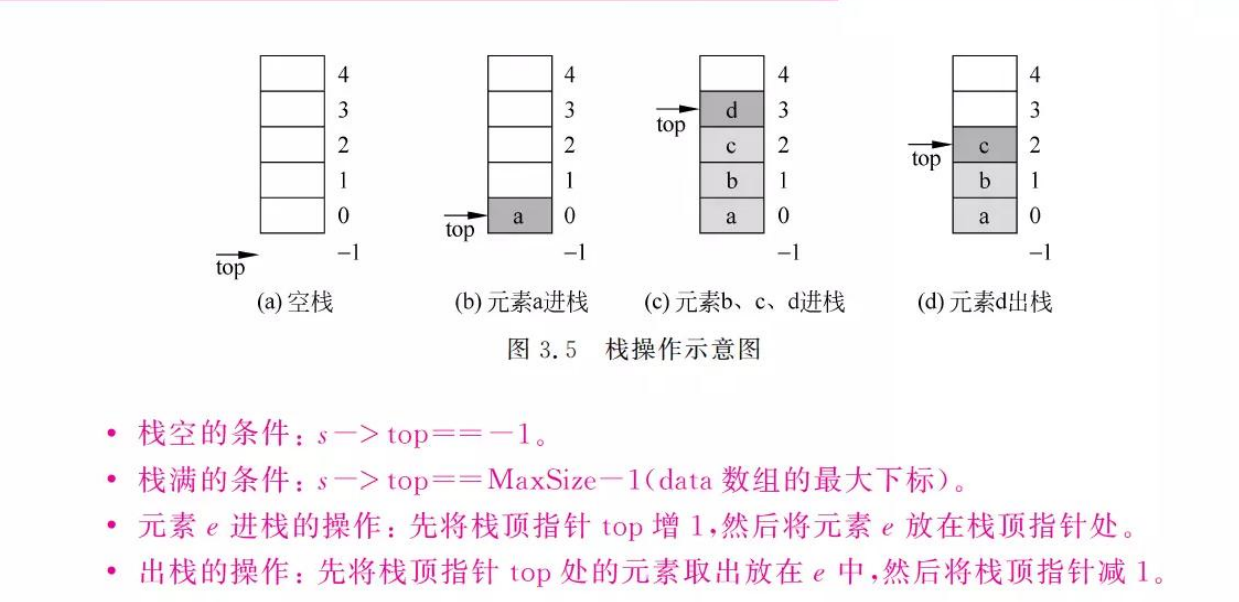 4 4 4 4
3 3 d 3 3
top
2 2 c 2 c 2
top
1 1 b 1 b 1
0 a 0 a 0 a 0
top
-1 -1 -1 -1
top
(a) 空栈 (b) 元素a进栈 (c) 元素b、c、d进栈 (d) 元素d出栈
图 3.5 栈操作示意图
• 栈空的条件:s—>top==-1。
• 栈满的条件:s—>top==MaxSize-1(data 数组的最大下标)。
• 元素 e 进栈的操作:先将栈顶指针 top 增 1,然后将元素 e 放在栈顶指针处。
• 出栈的操作:先将栈顶指针 top 处的元素取出放在 e 中,然后将栈顶指针减 1。